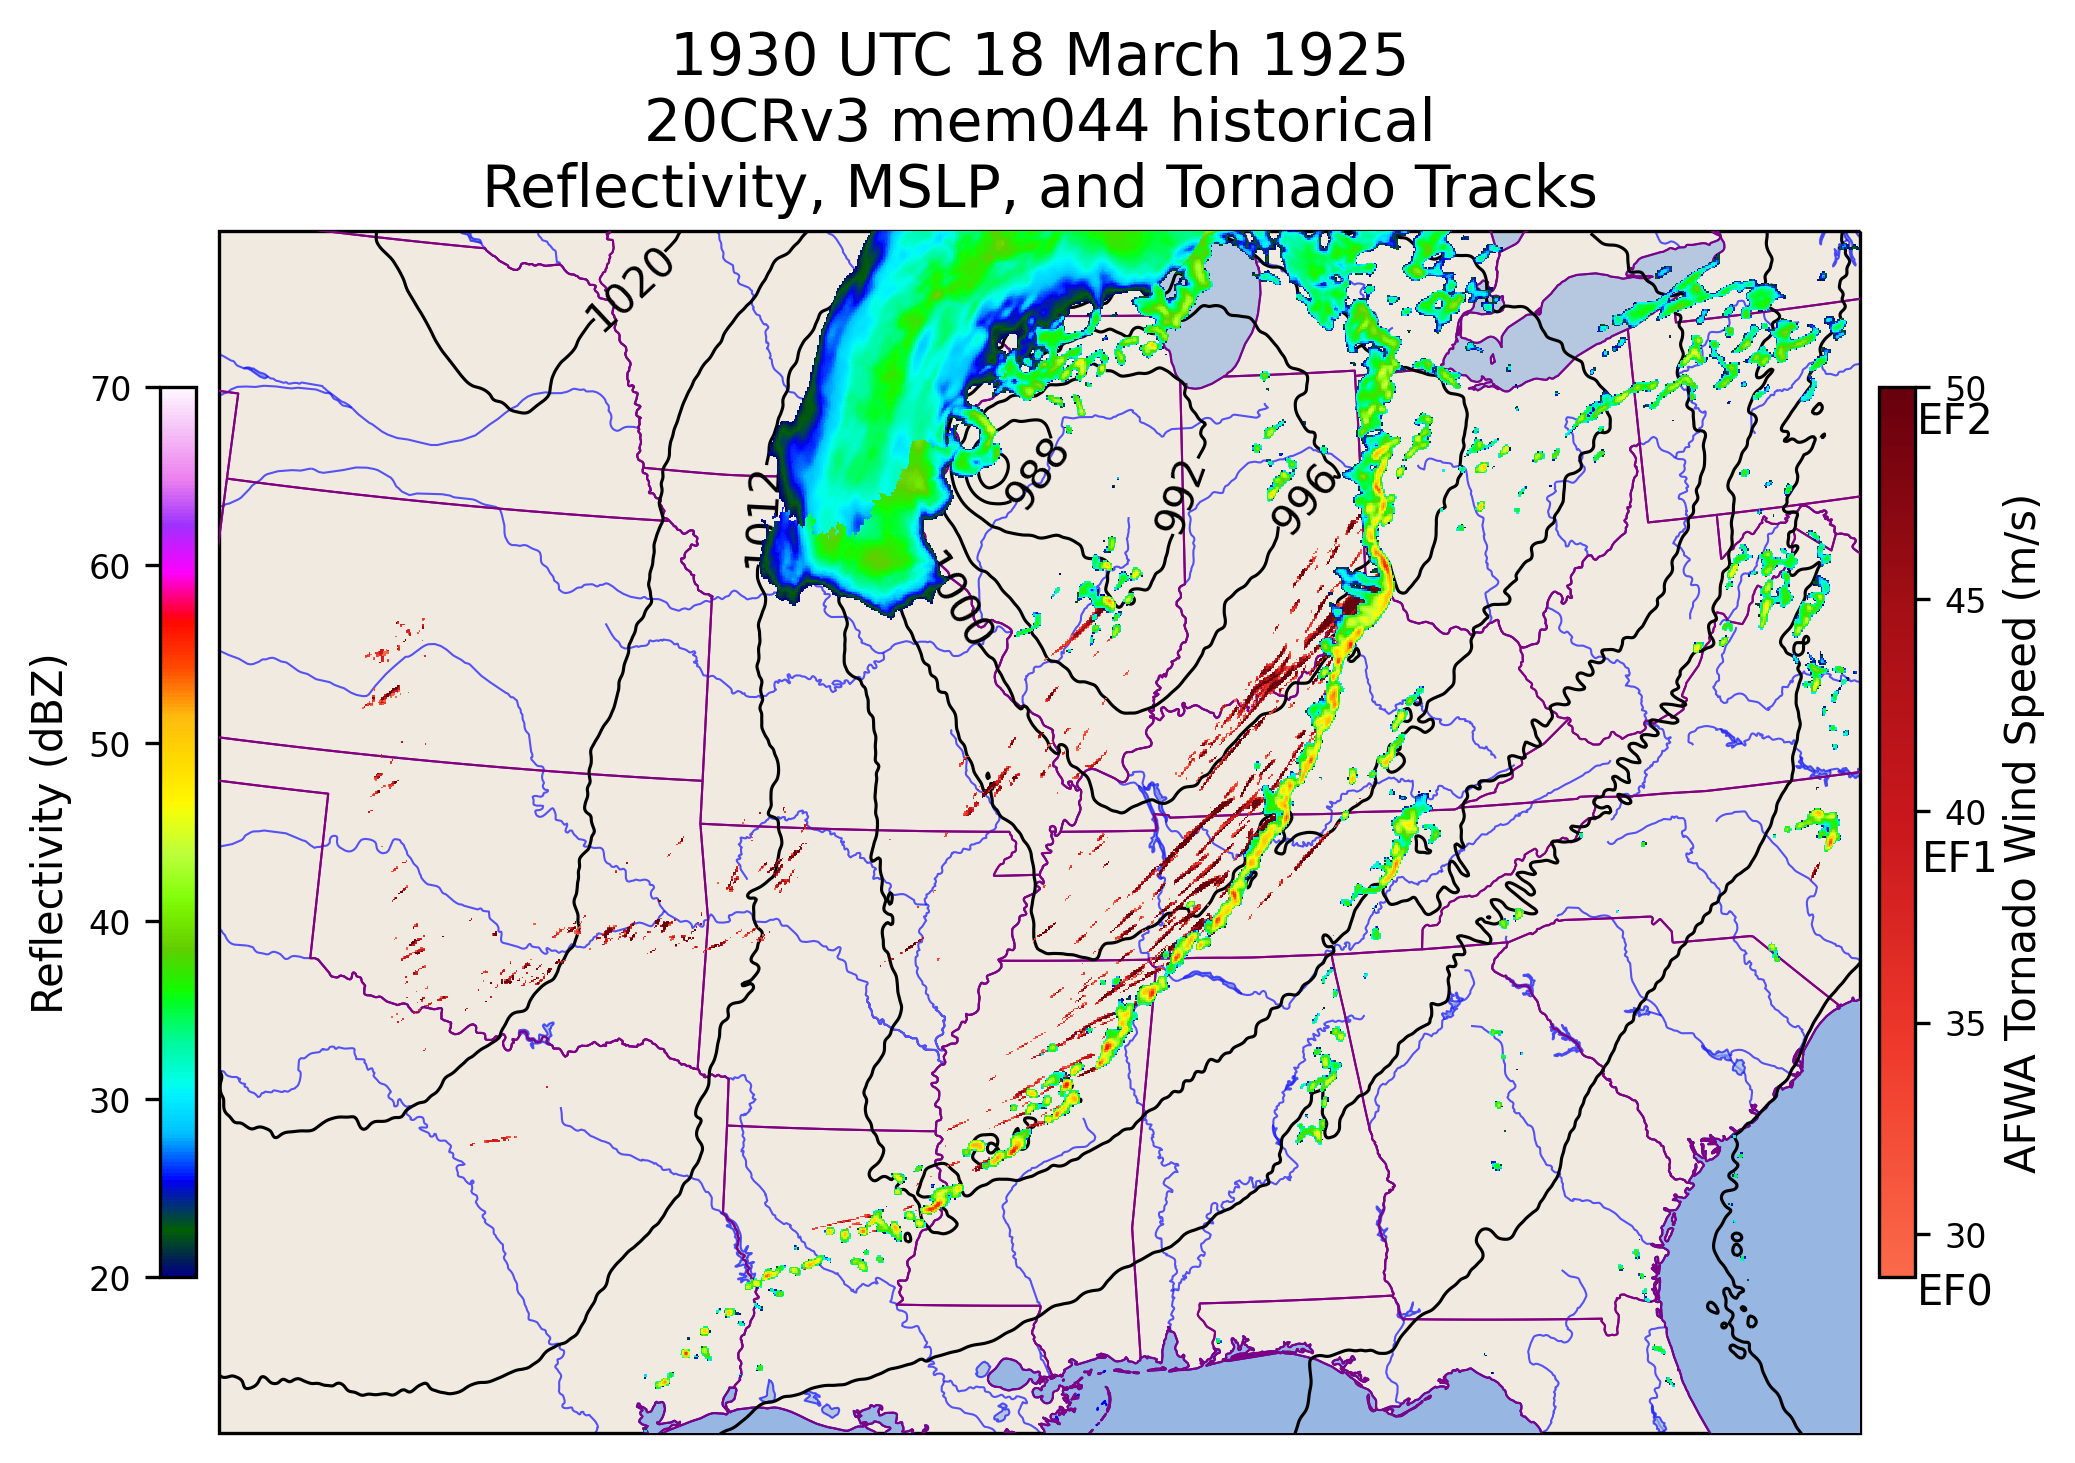 1930 UTC 18 March 1925
20CRv3 mem044 historical
Reflectivity, MSLP, and Tornado Tracks
Reflectivity (dBZ)
70
60
50
40
30
20
1020
1012
1000
988
992
996
50
EF2
45
40
EF1
35
30
EF0
AFWA Tornado Wind Speed (m/s)